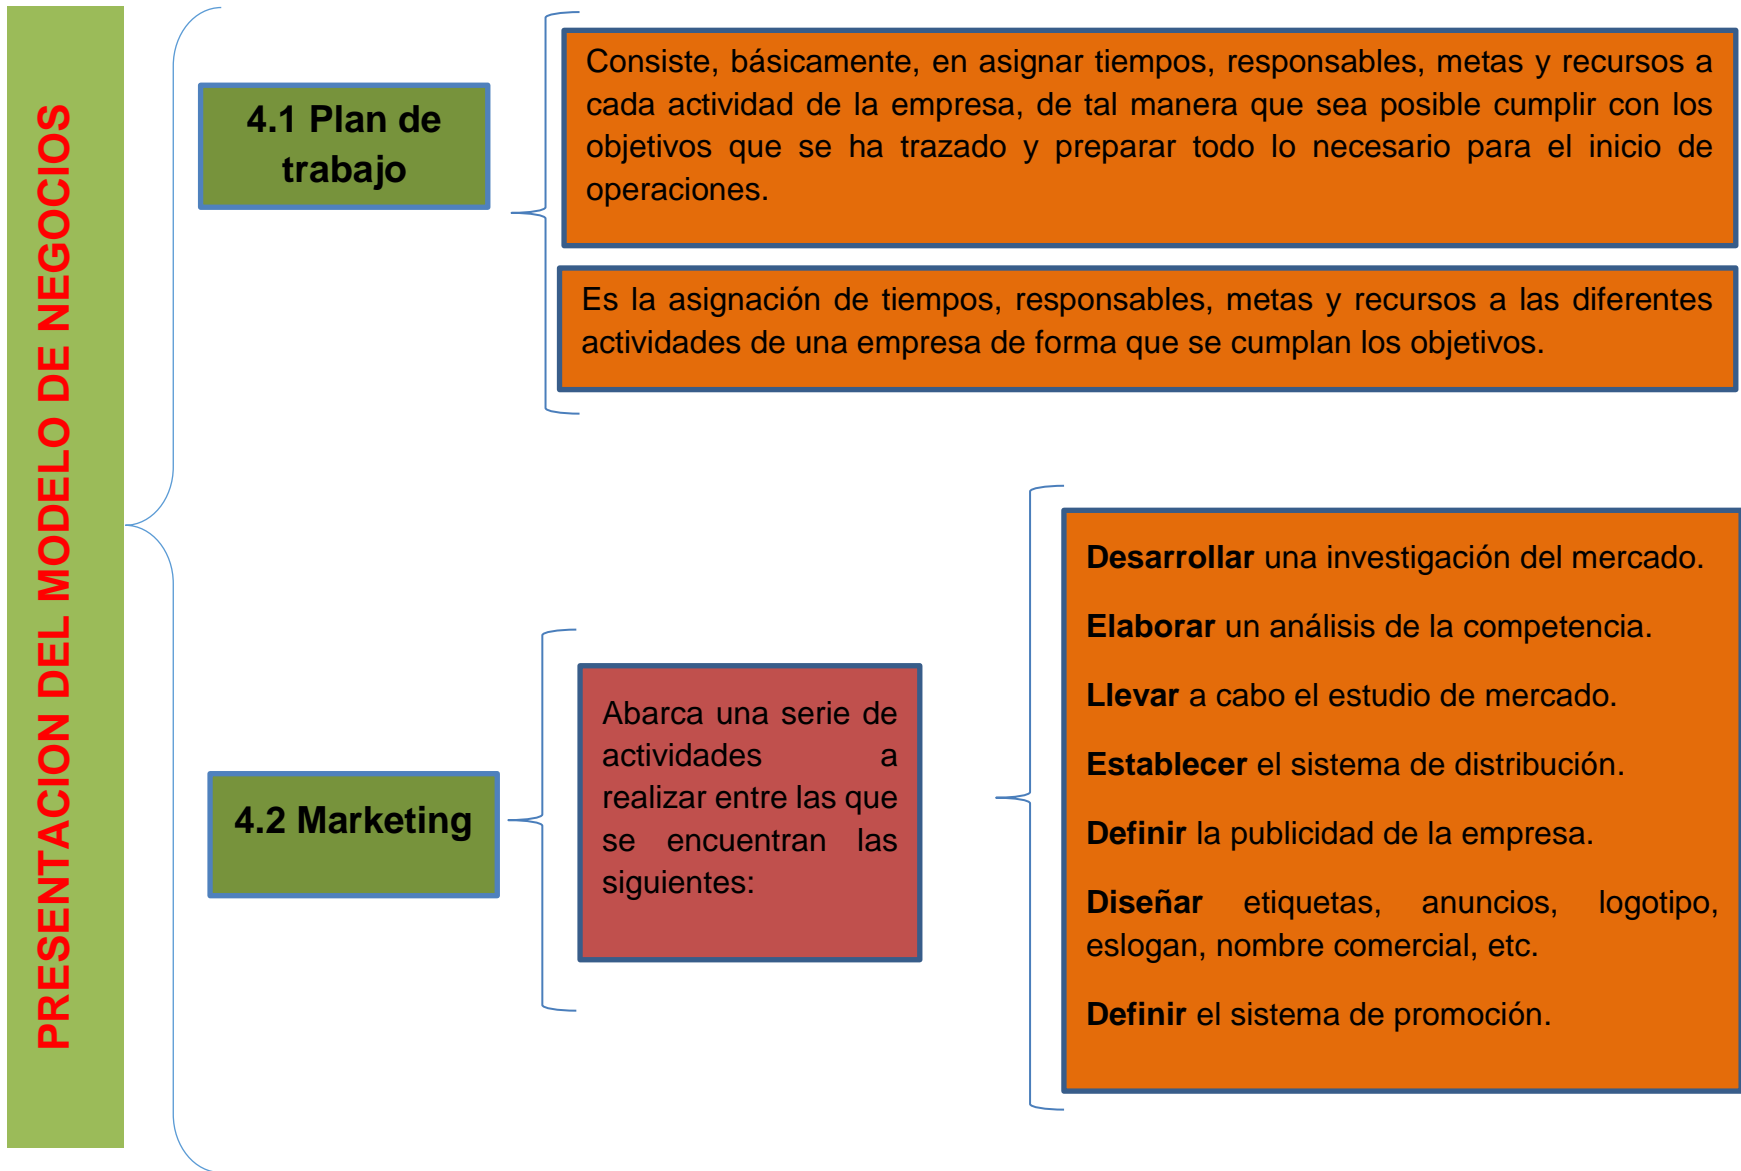 PRESENTACION DEL MODELO DE NEGOCIOS
4.1 Plan de
trabajo
Consiste, básicamente, en asignar tiempos, responsables, metas y recursos a
cada actividad de la empresa, de tal manera que sea posible cumplir con los
objetivos que se ha trazado y preparar todo lo necesario para el inicio de
operaciones.
Es la asignación de tiempos, responsables, metas y recursos a las diferentes
actividades de una empresa de forma que se cumplan los objetivos.
4.2 Marketing
Abarca una serie de
actividades a
realizar entre las que
se encuentran las
siguientes:
Desarrollar una investigación del mercado.
Elaborar un análisis de la competencia.
Llevar a cabo el estudio de mercado.
Establecer el sistema de distribución.
Definir la publicidad de la empresa.
Diseñar etiquetas, anuncios, logotipo,
eslogan, nombre comercial, etc.
Definir el sistema de promoción.